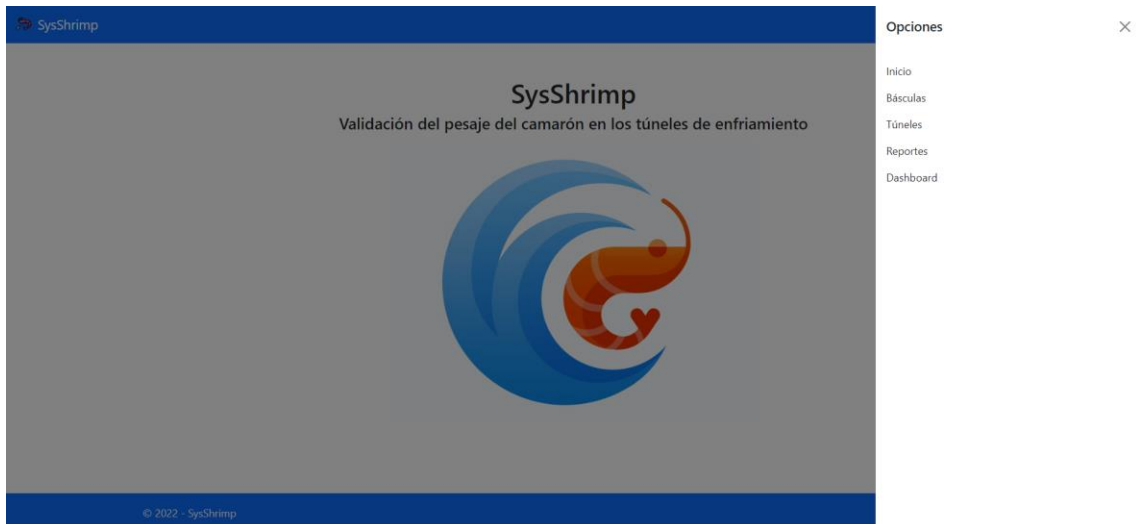 SysShrimp
Opciones
Inicio
Básculas
Túneles
Reportes
Dashboard
SysShrimp
Validación del pesaje del camarón en los túneles de enfriamiento
© 2022 - SysShrimp